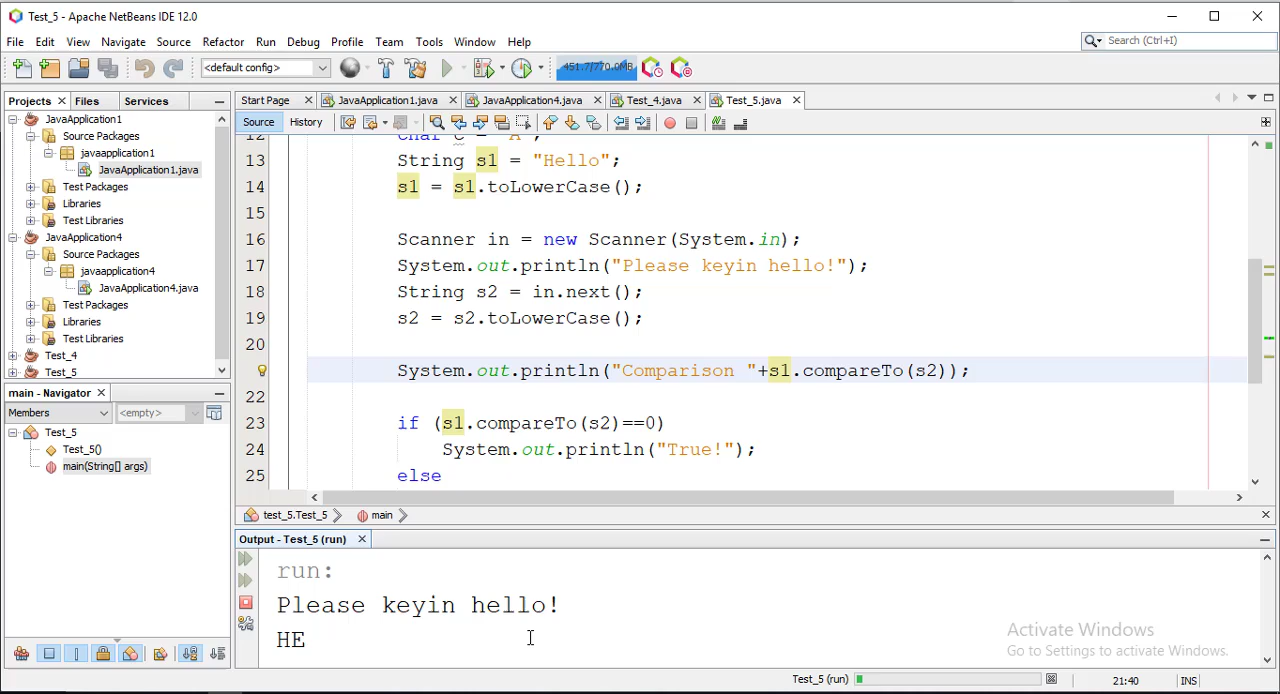 Test_5 - Apache NetBeans IDE 12.0
File Edit View Navigate Source Refactor Run Debug Profile Team Tools Window Help
Search (Ctrl+I)
<default config>
451.7/770.0MB
Projects Files Services
Start Page JavaApplication1.java JavaApplication4.java Test_4.java Test_5.java
Source History
JavaApplication1
Source Packages
javaapplication1
JavaApplication1.java
Test Packages
Libraries
Test Libraries
JavaApplication4
Source Packages
javaapplication4
JavaApplication4.java
Test Packages
Libraries
Test Libraries
Test_4
Test_5
12 char C = 'A';
13 String s1 = "Hello";
14 s1 = s1.toLowerCase();
15
16 Scanner in = new Scanner(System.in);
17 System.out.println("Please keyin hello!");
18 String s2 = in.next();
19 s2 = s2.toLowerCase();
20
System.out.println("Comparison "+s1.compareTo(s2));
22
23 if (s1.compareTo(s2)==0)
24 System.out.println("True!");
25 else
test_5.Test_5 main
main - Navigator
Members <empty>
Test_5
Test_5()
main(String[] args)
Output - Test_5 (run)
run:
Please keyin hello!
HE
Activate Windows
Go to Settings to activate Windows.
Test_5 (run) 21:40 INS